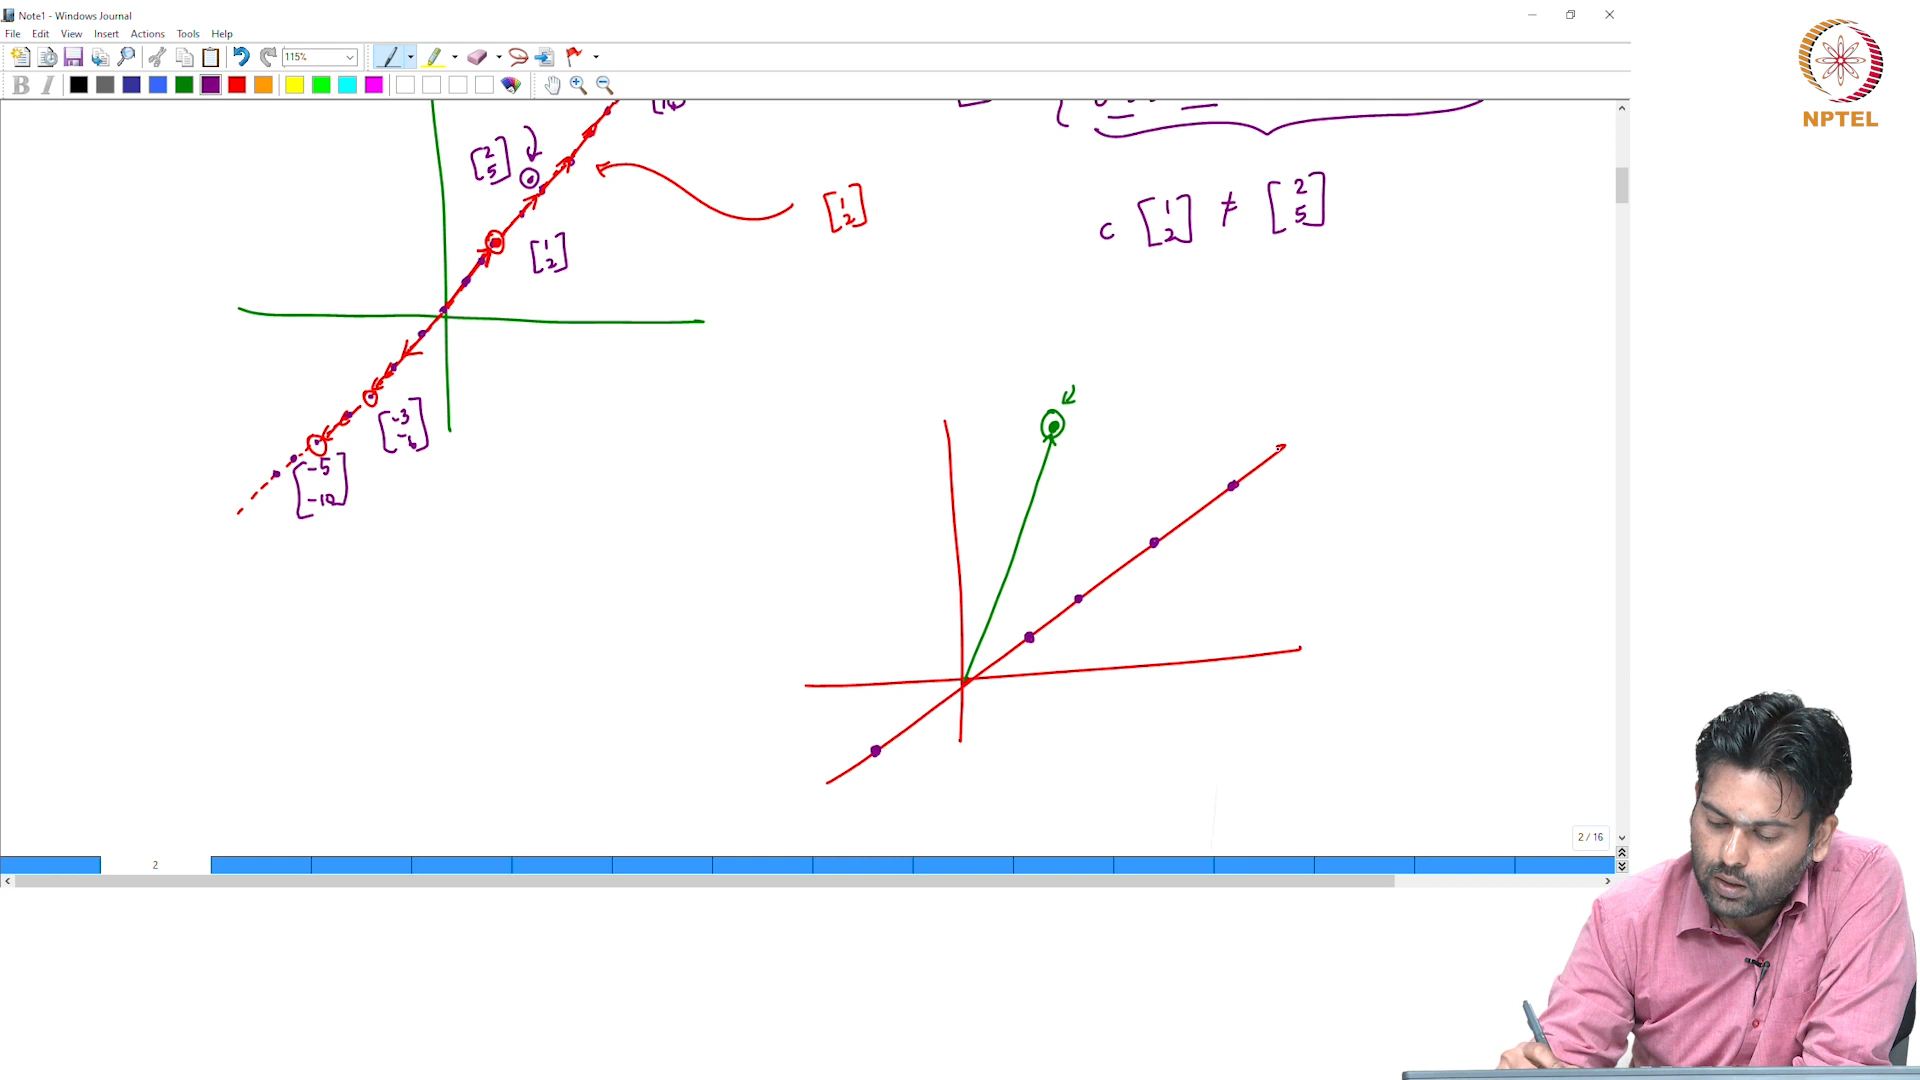 Note1 - Windows Journal
File Edit View Insert Actions Tools Help
115%
B I
NPTEL
[2 5]
[1 2]
[1 2]
c [1 2] ≠ [2 5]
[-3 -6]
[-5 -10]
2 / 16
2